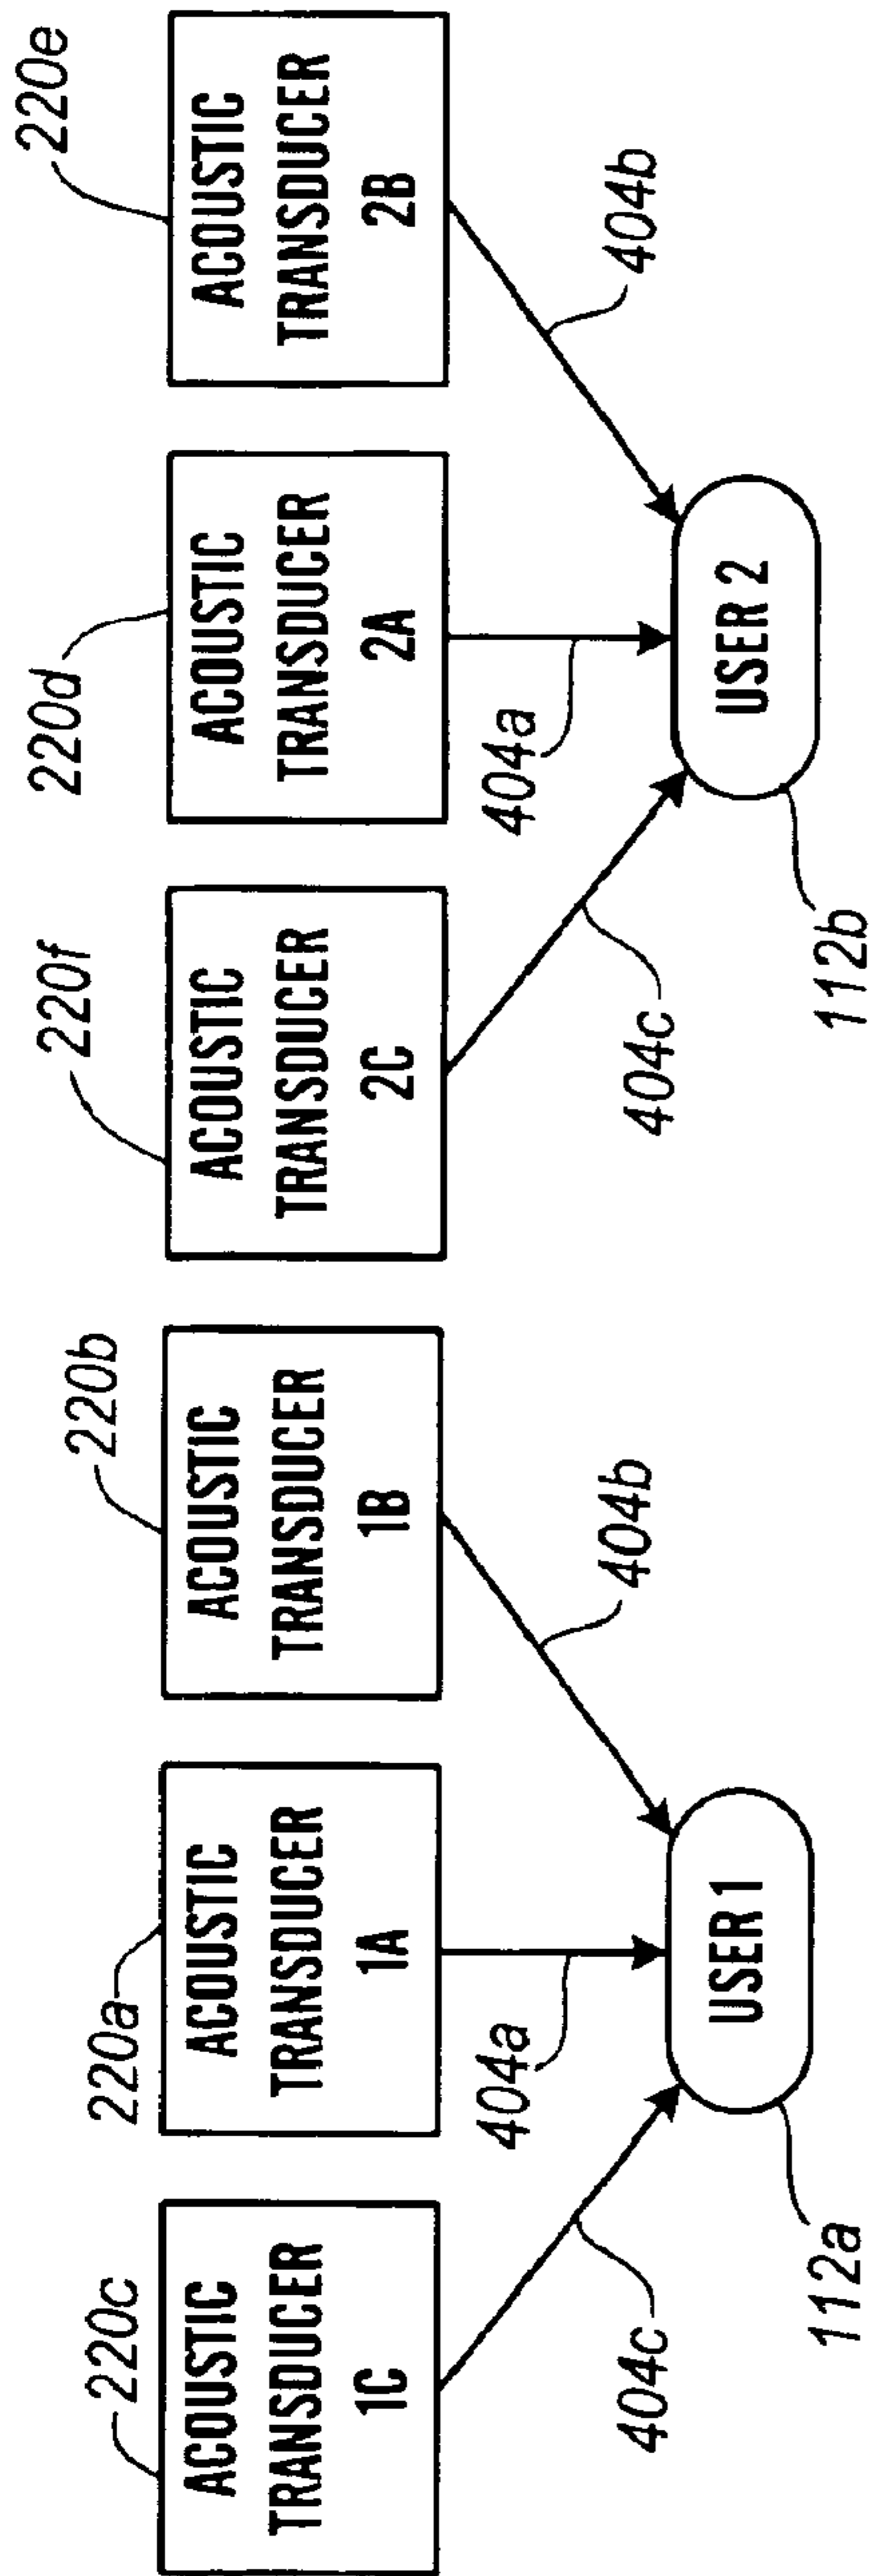 220c
220a
220b
220f
220d
220e
ACOUSTIC
TRANSDUCER
1C
ACOUSTIC
TRANSDUCER
1A
ACOUSTIC
TRANSDUCER
1B
ACOUSTIC
TRANSDUCER
2C
ACOUSTIC
TRANSDUCER
2A
ACOUSTIC
TRANSDUCER
2B
404c
404a
404b
404c
404a
404b
USER 1
USER 2
112a
112b